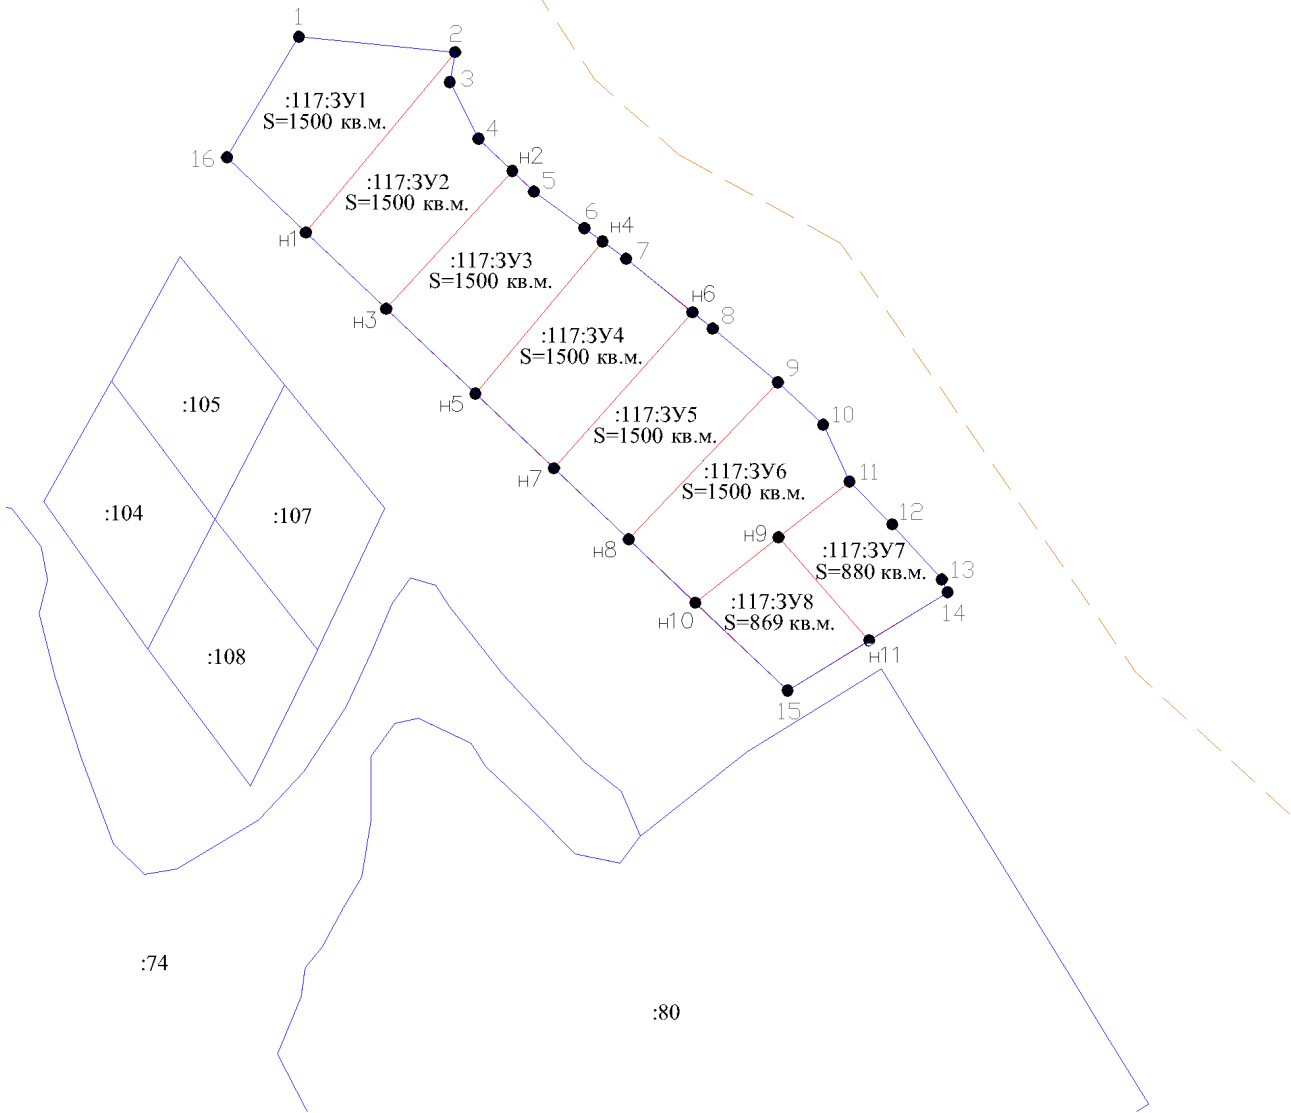 1
2
3
:117:ЗУ1
S=1500 кв.м.
4
16
н2
:117:ЗУ2
S=1500 кв.м.
5
6
н4
н1
7
:117:ЗУ3
S=1500 кв.м.
н6
н3
8
:117:ЗУ4
S=1500 кв.м.
9
н5
:105
10
:117:ЗУ5
S=1500 кв.м.
11
:117:ЗУ6
н7
S=1500 кв.м.
:104
:107
12
н9
н8
:117:ЗУ7
S=880 кв.м.
13
:117:ЗУ8
14
н10
S=869 кв.м.
н11
:108
15
:74
:80